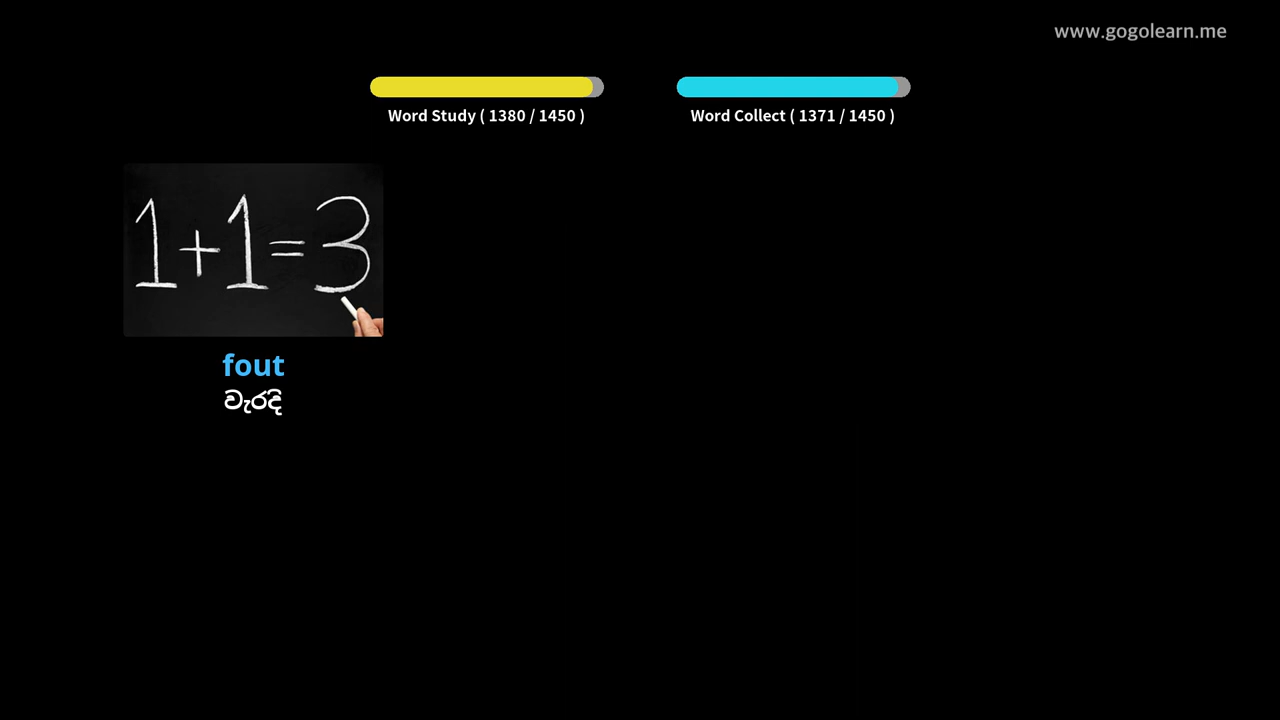 www.gogolearn.me
Word Study ( 1380 / 1450 )
Word Collect ( 1371 / 1450 )
1+1=3
fout
වැරදි